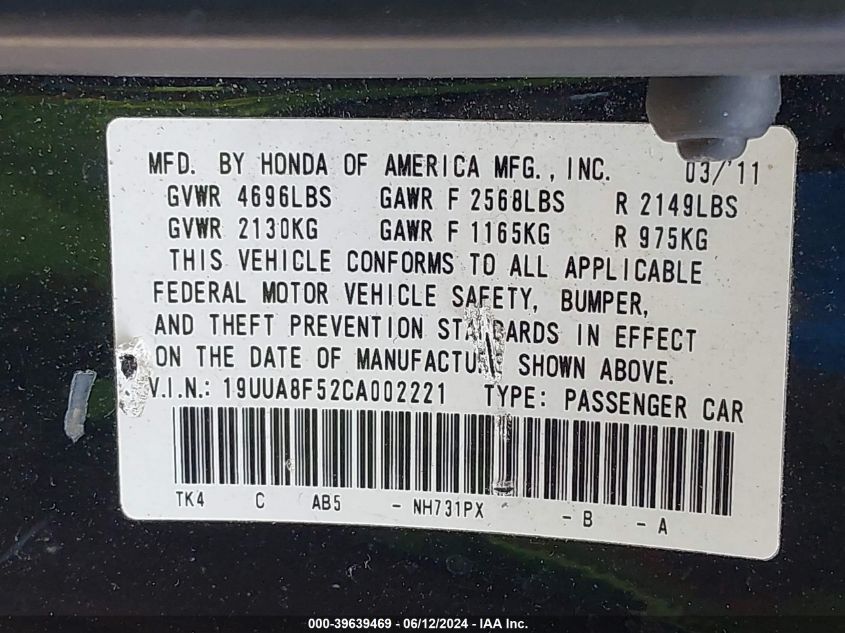 MFD. BY HONDA OF AMERICA MFG., INC. 03/'11
GVWR 4696LBS GAWR F 2568LBS R 2149LBS
GVWR 2130KG GAWR F 1165KG R 975KG
THIS VEHICLE CONFORMS TO ALL APPLICABLE
FEDERAL MOTOR VEHICLE SAFETY, BUMPER,
AND THEFT PREVENTION STANDARDS IN EFFECT
ON THE DATE OF MANUFACTURE SHOWN ABOVE.
V.I.N.: 19UUA8F52CA002221 TYPE: PASSENGER CAR
TK4 C AB5 - NH731PX - B - A
000-39639469 - 06/12/2024 - IAA Inc.